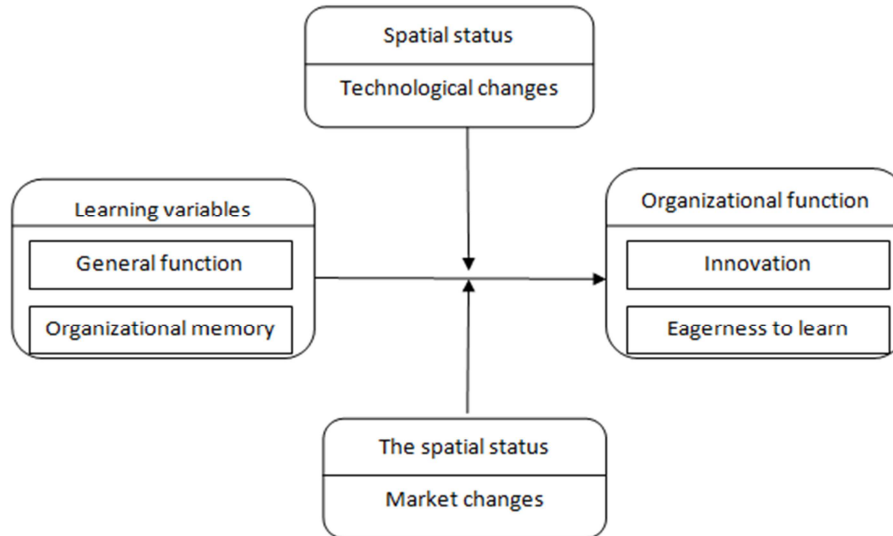 Spatial status
Technological changes
Learning variables
General function
Organizational memory
Organizational function
Innovation
Eagerness to learn
The spatial status
Market changes